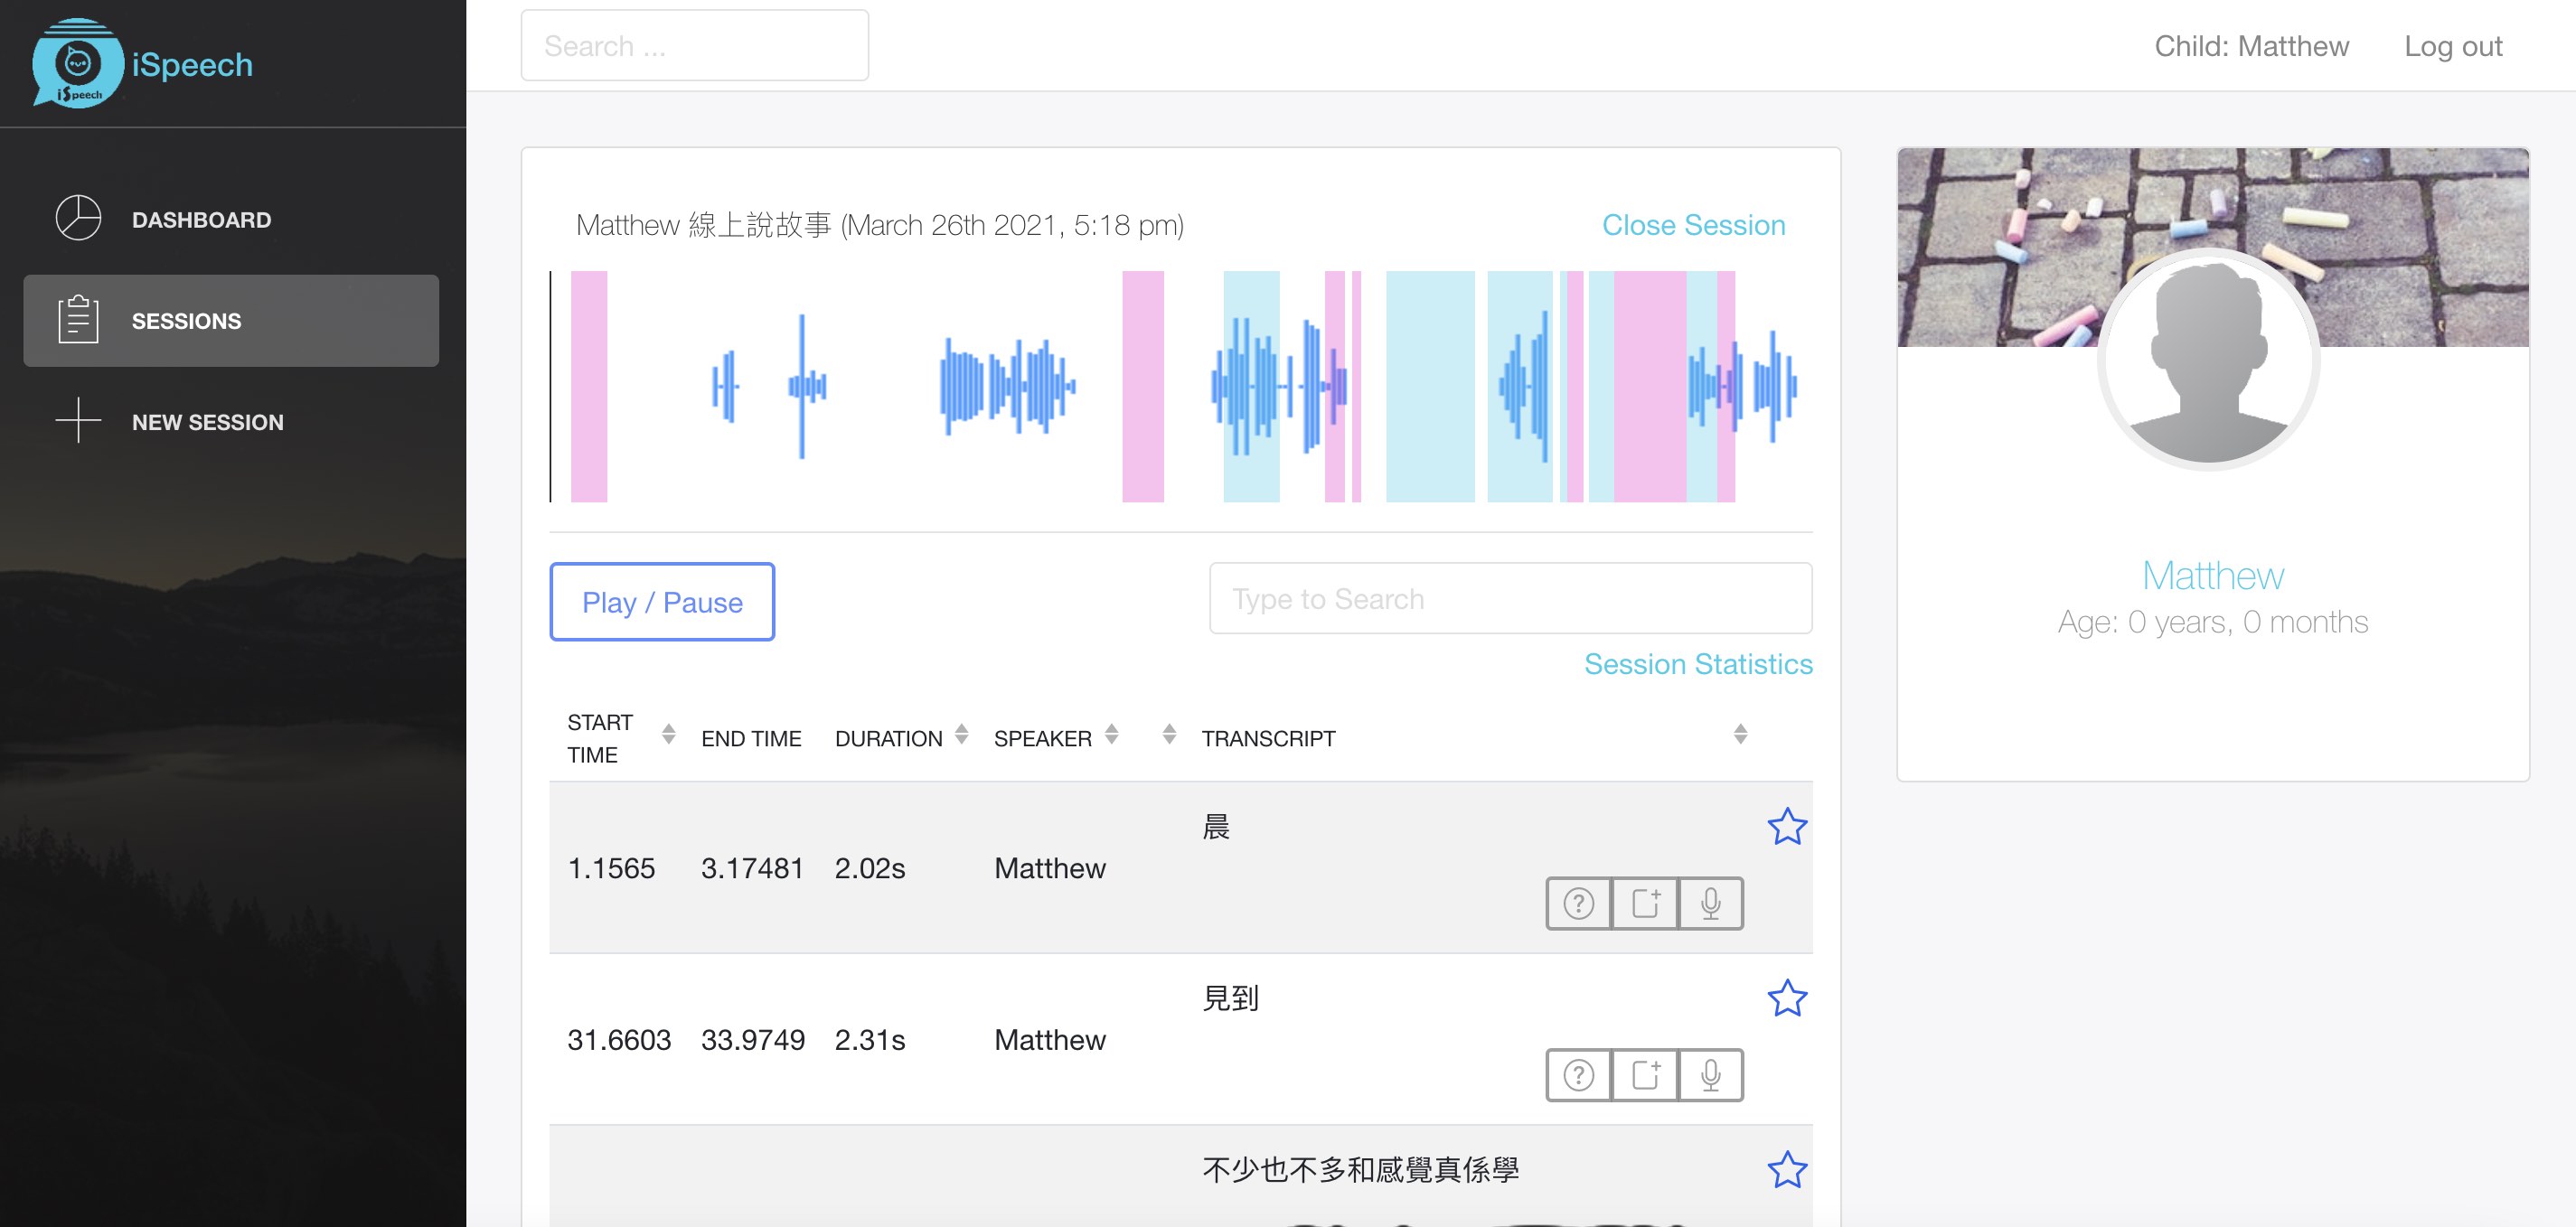 iSpeech
iSpeech
Search ...
Child: Matthew
Log out
DASHBOARD
SESSIONS
NEW SESSION
Matthew 線上說故事 (March 26th 2021, 5:18 pm)
Close Session
Play / Pause
Type to Search
Session Statistics
START TIME
END TIME
DURATION
SPEAKER
TRANSCRIPT
晨
1.1565 3.17481 2.02s Matthew
見到
31.6603 33.9749 2.31s Matthew
不少也不多和感覺真係學
Matthew
Age: 0 years, 0 months